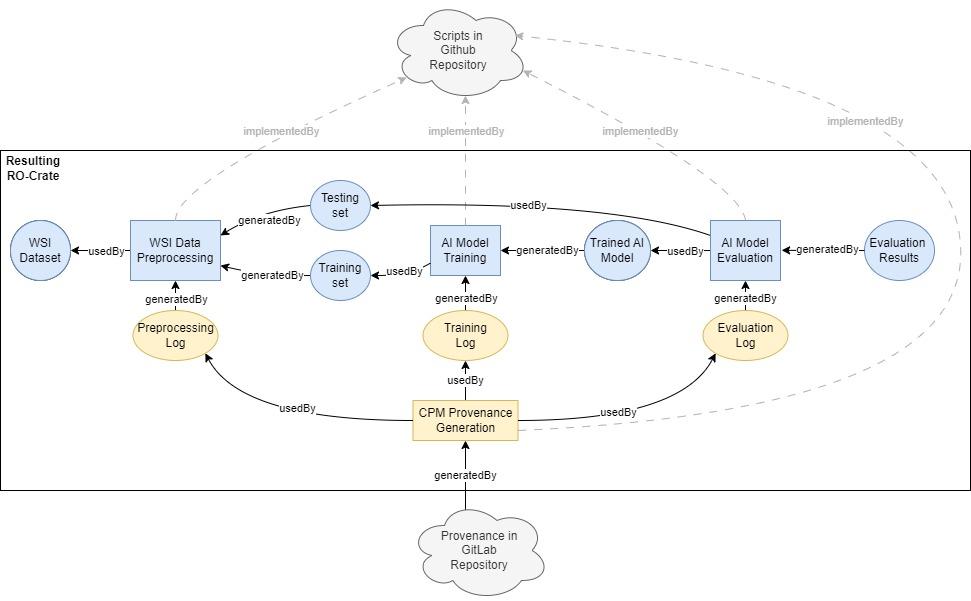 Scripts in
Github
Repository
implementedBy
implementedBy
implementedBy
implementedBy
Resulting
RO-Crate
Testing
set
generatedBy
usedBy
WSI
Dataset
usedBy
WSI Data
Preprocessing
AI Model
Training
generatedBy
Trained AI
Model
usedBy
AI Model
Evaluation
generatedBy
Evaluation
Results
generatedBy
Training
set
usedBy
generatedBy
generatedBy
generatedBy
Preprocessing
Log
Training
Log
Evaluation
Log
usedBy
usedBy
CPM Provenance
Generation
usedBy
generatedBy
Provenance in
GitLab
Repository